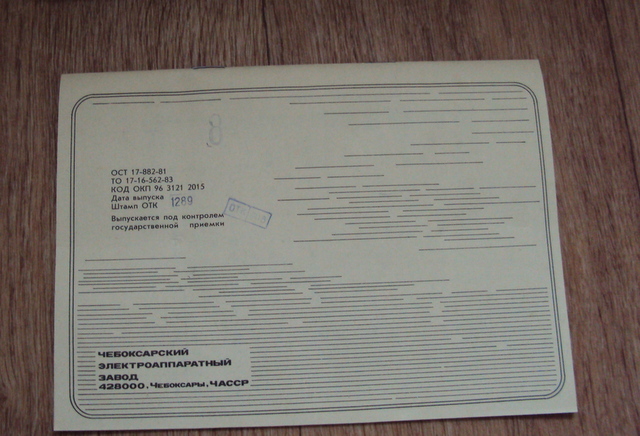 ОСТ 17-882-81
ТО 17-16-562-83
КОД ОКП 96 3121 2015
Дата выпуска
Штамп ОТК 1289
Выпускается под контролем
государственной приемки
ЧЕБОКСАРСКИЙ
ЭЛЕКТРОАППАРАТНЫЙ
ЗАВОД
428000, Чебоксары, ЧАССР